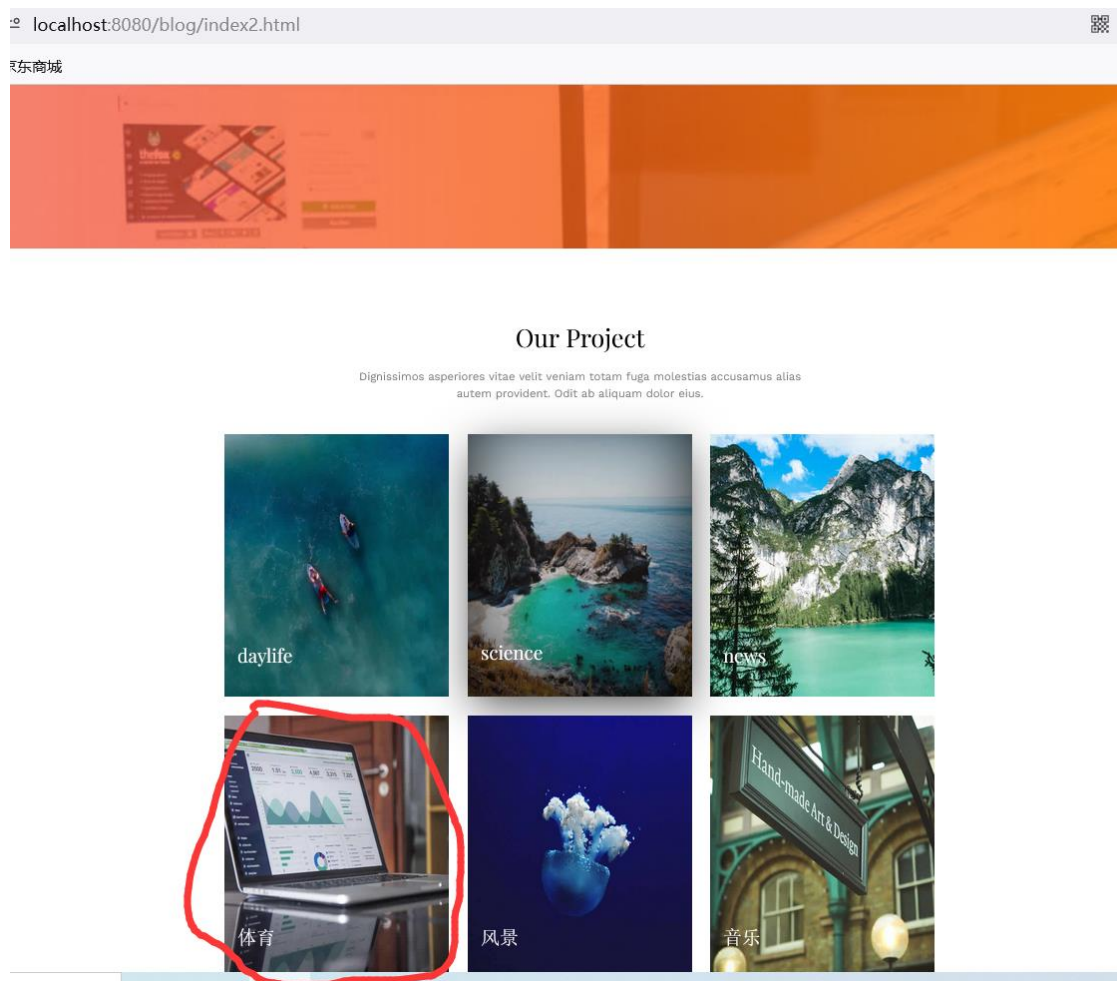 localhost:8080/blog/index2.html
京东商城
thefox
Our Project
Dignissimos asperiores vitae velit veniam totam fuga molestias accusamus alias
autem provident. Odit ab aliquam dolor eius.
daylife
science
news
Hand-made Art & Design
体育
风景
音乐